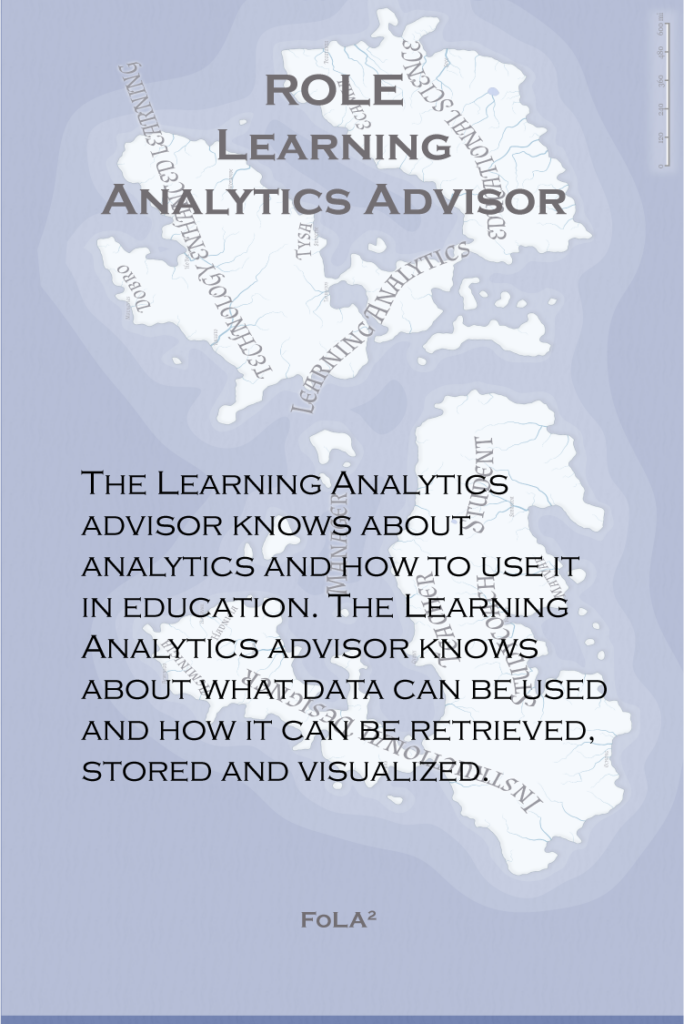 ROLE
LEARNING
ANALYTICS ADVISOR
TECHNOLOGY ENHANCED LEARNING
EDUCATIONAL SCIENCE
TYSA
DOBRO
LEARNING ANALYTICS
STUDENT
MANAGER
TEACHER
INSTRUCTIONAL DESIGNER
THE LEARNING ANALYTICS
ADVISOR KNOWS ABOUT
ANALYTICS AND HOW TO USE IT
IN EDUCATION. THE LEARNING
ANALYTICS ADVISOR KNOWS
ABOUT WHAT DATA CAN BE USED
AND HOW IT CAN BE RETRIEVED,
STORED AND VISUALIZED.
FoLA²